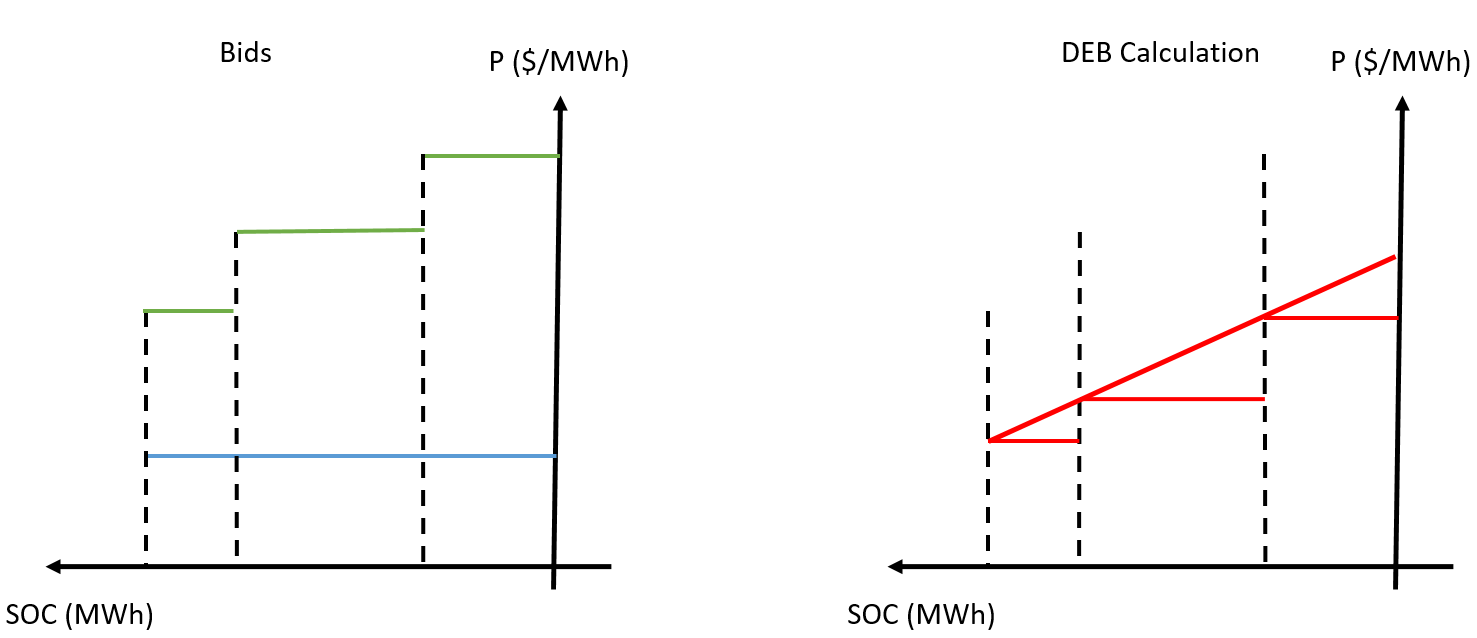 Bids
P ($/MWh)
SOC (MWh)
DEB Calculation
P ($/MWh)
SOC (MWh)